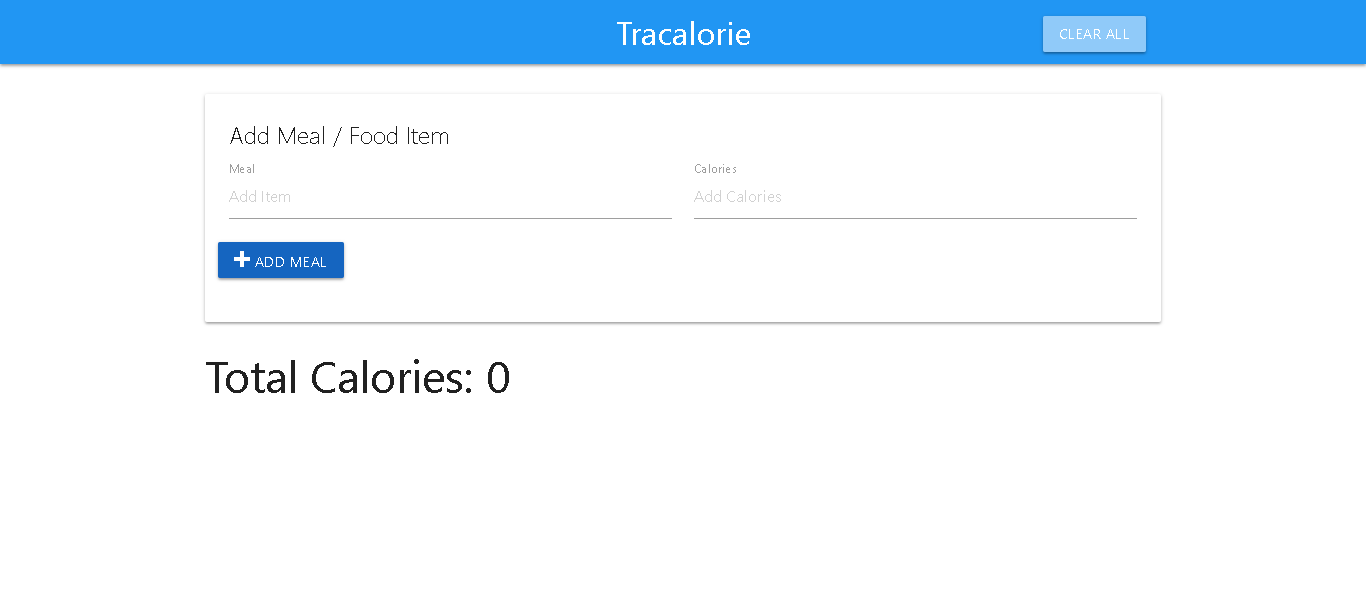 Tracalorie
CLEAR ALL
Add Meal / Food Item
Meal
Calories
Add Item
Add Calories
ADD MEAL
Total Calories: 0